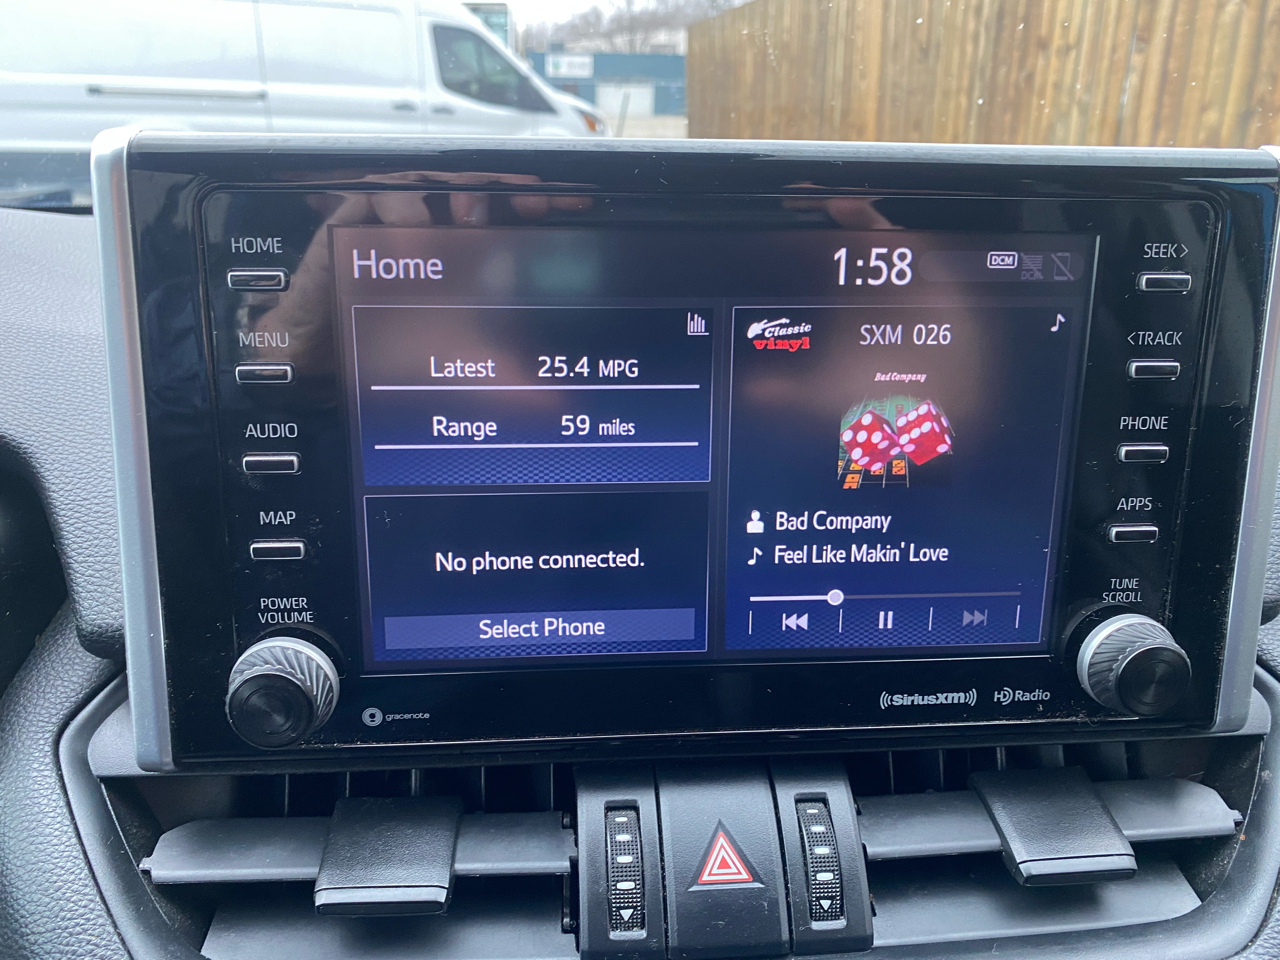 HOME
MENU
AUDIO
MAP
POWER
VOLUME
Home
1:58
DCM
DCM
Latest 25.4 MPG
Range 59 miles
No phone connected.
Select Phone
Classic
vinyl
SXM 026
Bad Company
Bad Company
Feel Like Makin' Love
SEEK>
<TRACK
PHONE
APPS
TUNE
SCROLL
gracenote
((SiriusXM))
HD Radio